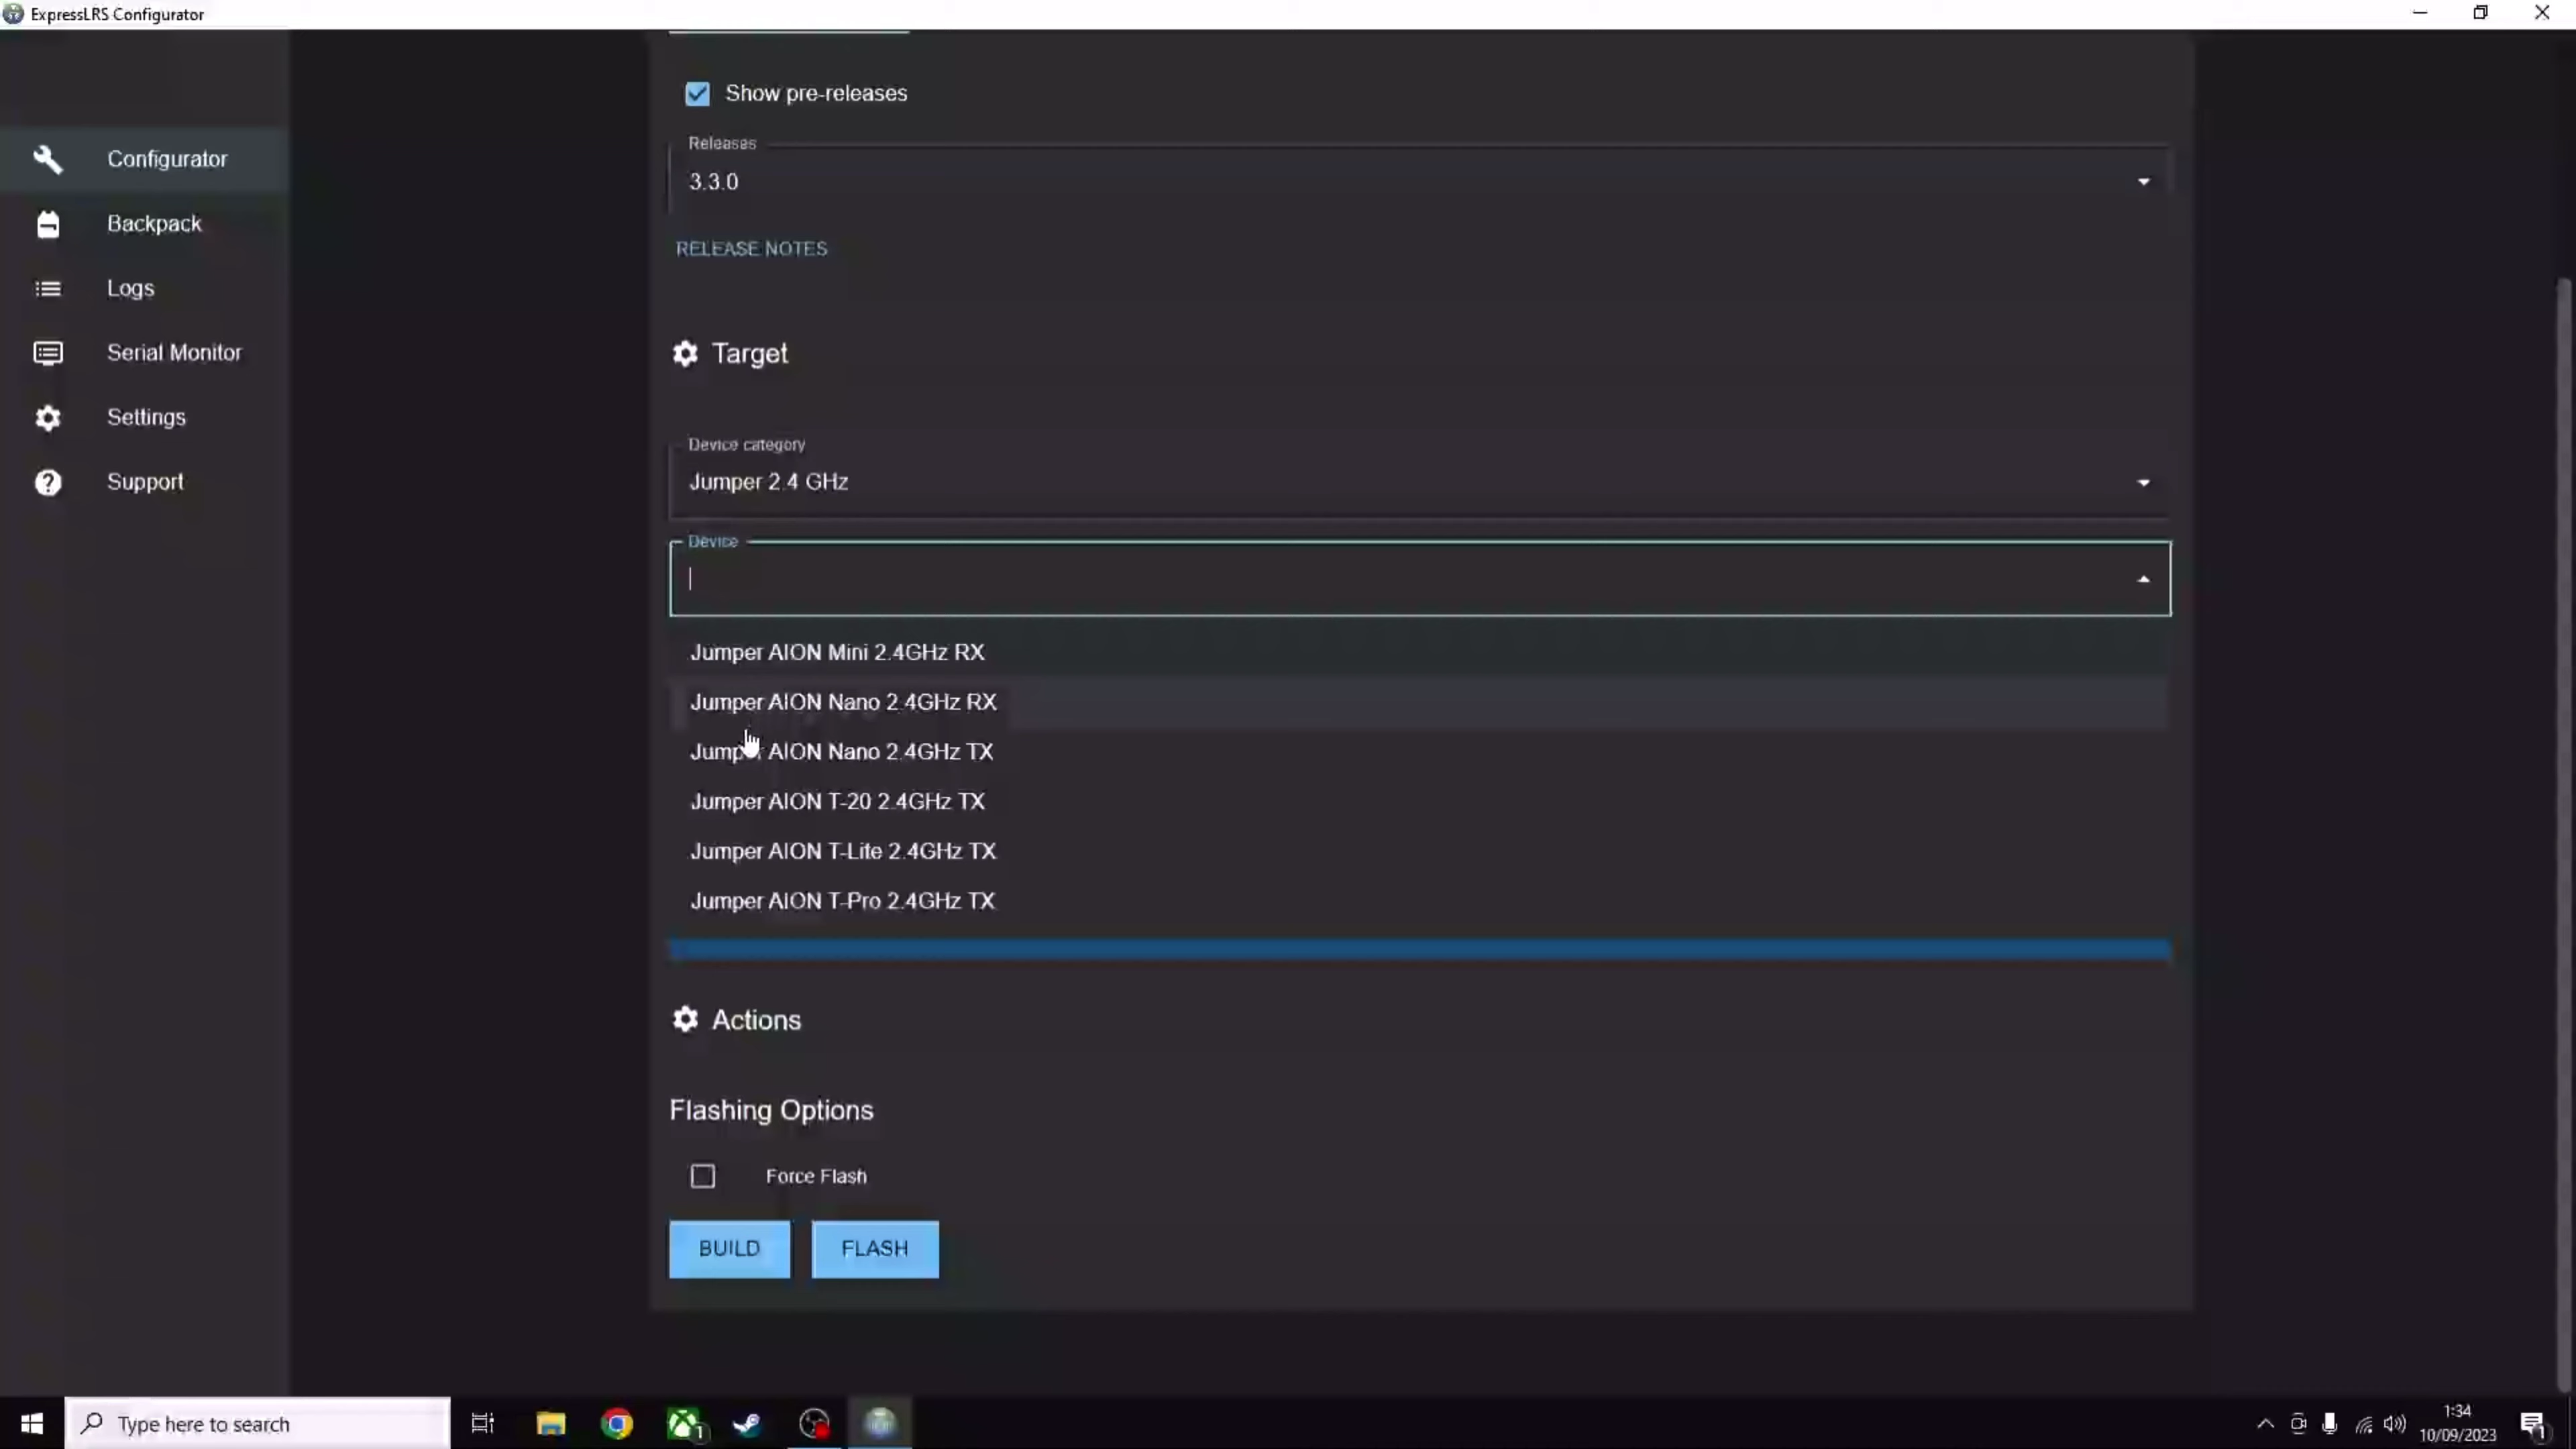 ExpressLRS Configurator
Show pre-releases
Releases
3.3.0
RELEASE NOTES
Configurator
Backpack
Logs
Serial Monitor
Settings
Support
Target
Device category
Jumper 2.4 GHz
Device
Jumper AION Mini 2.4GHz RX
Jumper AION Nano 2.4GHz RX
Jumper AION Nano 2.4GHz TX
Jumper AION T-20 2.4GHz TX
Jumper AION T-Lite 2.4GHz TX
Jumper AION T-Pro 2.4GHz TX
Actions
Flashing Options
Force Flash
BUILD
FLASH
Type here to search
1
1:34
10/09/2023
1